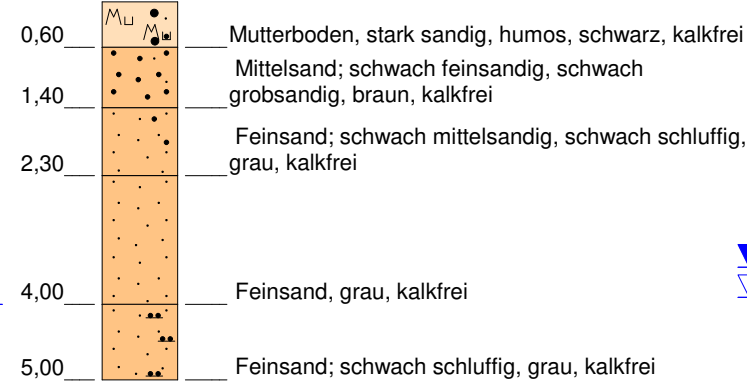 Mu
Mu
0,60 Mutterboden, stark sandig, humos, schwarz, kalkfrei
Mittelsand; schwach feinsandig, schwach
1,40 grobsandig, braun, kalkfrei
Feinsand; schwach mittelsandig, schwach schluffig,
2,30 grau, kalkfrei
4,00 Feinsand, grau, kalkfrei
5,00 Feinsand; schwach schluffig, grau, kalkfrei